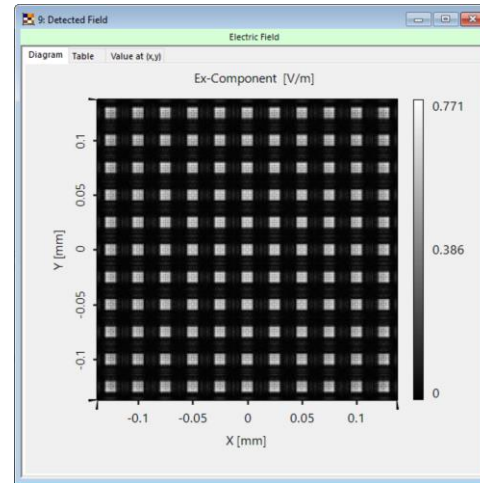 9: Detected Field
Electric Field
Diagram Table Value at (x,y)
Ex-Component [V/m]
0.771
0.386
0
0.1
0.05
0
-0.05
-0.1
Y [mm]
-0.1 -0.05 0 0.05 0.1
X [mm]